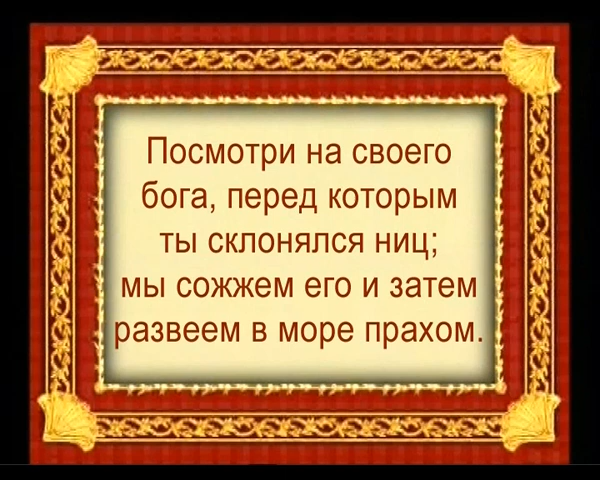 Посмотри на своего
бога, перед которым
ты склонялся ниц;
мы сожжем его и затем
развеем в море прахом.